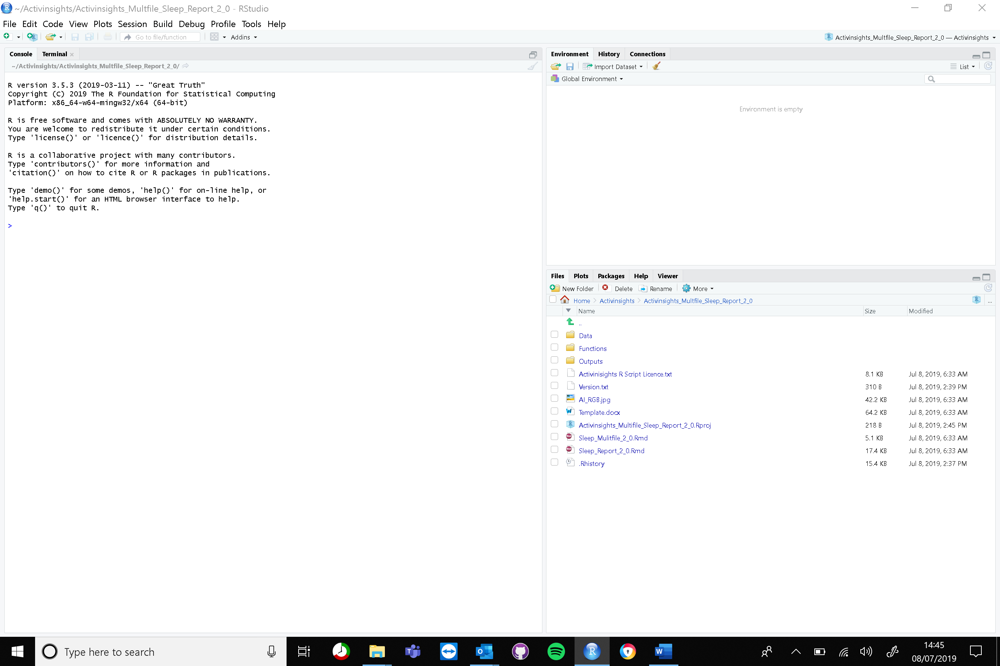 ~/Activinsights/Activinsights_Multfile_Sleep_Report_2_0 - RStudio
File Edit Code View Plots Session Build Debug Profile Tools Help
Go to file/function Addins Activinsights_Multfile_Sleep_Report_2_0 — Activinsights
Console Terminal
~/Activinsights/Activinsights_Multfile_Sleep_Report_2_0/
R version 3.5.3 (2019-03-11) -- "Great Truth"
Copyright (C) 2019 The R Foundation for Statistical Computing
Platform: x86_64-w64-mingw32/x64 (64-bit)
R is free software and comes with ABSOLUTELY NO WARRANTY.
You are welcome to redistribute it under certain conditions.
Type 'license()' or 'licence()' for distribution details.
R is a collaborative project with many contributors.
Type 'contributors()' for more information and
'citation()' on how to cite R or R packages in publications.
Type 'demo()' for some demos, 'help()' for on-line help, or
'help.start()' for an HTML browser interface to help.
Type 'q()' to quit R.
>
Environment History Connections
Import Dataset List
Global Environment
Environment is empty
Files Plots Packages Help Viewer
New Folder Delete Rename More
Home Activinsights Activinsights_Multfile_Sleep_Report_2_0 ...
Name Size Modified
..
Data
Functions
Outputs
Activinisights R Script Licence.txt 8.1 KB Jul 8, 2019, 6:33 AM
Version.txt 310 B Jul 8, 2019, 2:39 PM
AI_RGB.jpg 42.2 KB Jul 8, 2019, 6:33 AM
Template.docx 64.2 KB Jul 8, 2019, 6:33 AM
Activinsights_Multifile_Sleep_Report_2_0.Rproj 218 B Jul 8, 2019, 2:45 PM
Sleep_Mulitfile_2_0.Rmd 5.1 KB Jul 8, 2019, 6:33 AM
Sleep_Report_2_0.Rmd 17.4 KB Jul 8, 2019, 6:33 AM
.Rhistory 15.4 KB Jul 8, 2019, 2:37 PM
Type here to search
14:45
08/07/2019